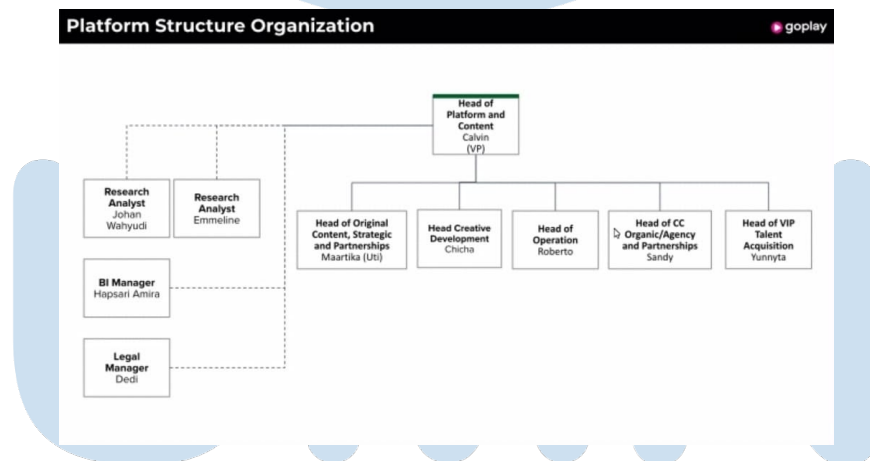 Platform Structure Organization
goplay
Head of
Platform and
Content
Calvin
(VP)
Research
Analyst
Johan
Wahyudi
Research
Analyst
Emmeline
Head of Original
Content, Strategic
and Partnerships
Maartika (Uti)
Head Creative
Development
Chicha
Head of
Operation
Roberto
Head of CC
Organic/Agency
and Partnerships
Sandy
Head of VIP
Talent
Acquisition
Yunnyta
BI Manager
Hapsari Amira
Legal
Manager
Dedi